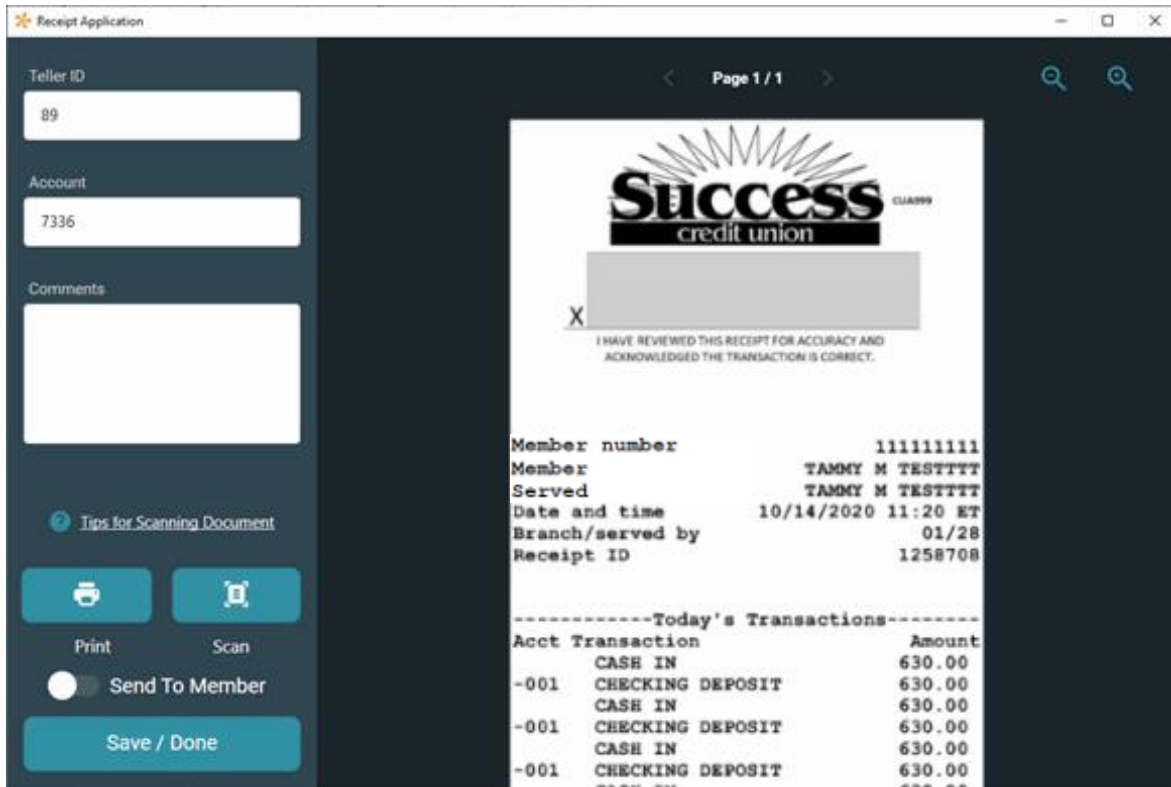 Receipt Application
Teller ID
89
Account
7336
Comments
Tips for Scanning Document
Print
Scan
Send To Member
Save / Done
Page 1 / 1
Success
CUA999
credit union
X
I HAVE REVIEWED THIS RECEIPT FOR ACCURACY AND
ACKNOWLEDGED THE TRANSACTION IS CORRECT.
Member number 111111111
Member TAMMY M TESTTTT
Served TAMMY M TESTTTT
Date and time 10/14/2020 11:20 ET
Branch/served by 01/28
Receipt ID 1258708
------------Today's Transactions--------
Acct Transaction Amount
CASH IN 630.00
-001 CHECKING DEPOSIT 630.00
CASH IN 630.00
-001 CHECKING DEPOSIT 630.00
CASH IN 630.00
-001 CHECKING DEPOSIT 630.00